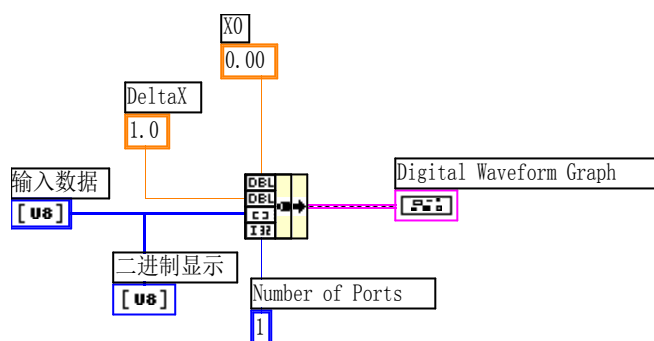 X0
0.00
DeltaX
1.0
输入数据
[U8]
DBL
DBL
[ ]
I32
Digital Waveform Graph
二进制显示
[U8]
Number of Ports
1